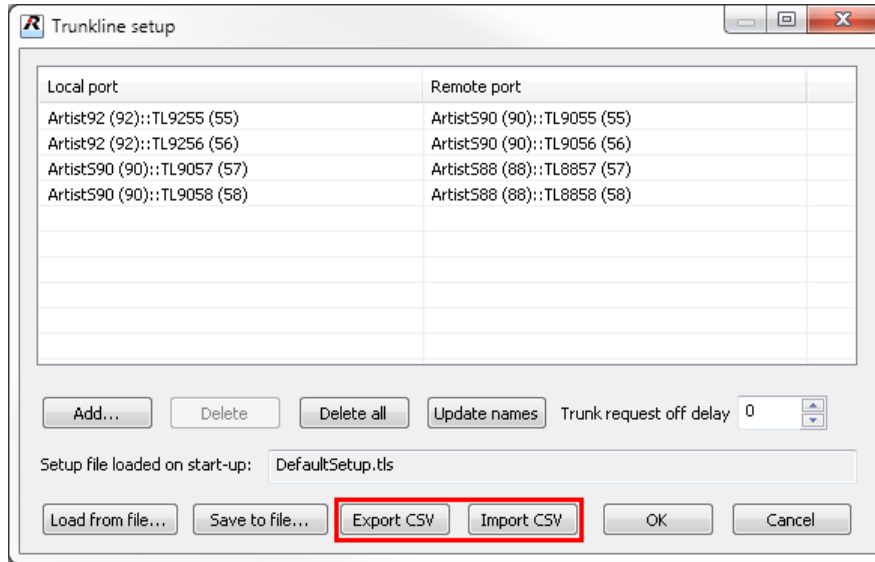 Trunkline setup
Local port Remote port
Artist92 (92)::TL9255 (55) ArtistS90 (90)::TL9055 (55)
Artist92 (92)::TL9256 (56) ArtistS90 (90)::TL9056 (56)
ArtistS90 (90)::TL9057 (57) ArtistS88 (88)::TL8857 (57)
ArtistS90 (90)::TL9058 (58) ArtistS88 (88)::TL8858 (58)
Add... Delete Delete all Update names Trunk request off delay 0
Setup file loaded on start-up: DefaultSetup.tls
Load from file... Save to file... Export CSV Import CSV OK Cancel